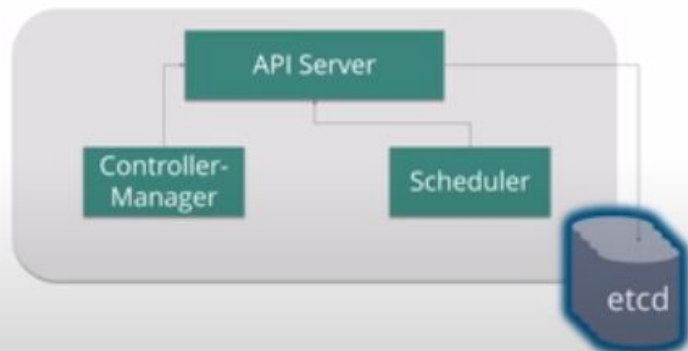 API Server
Controller-
Manager
Scheduler
etcd